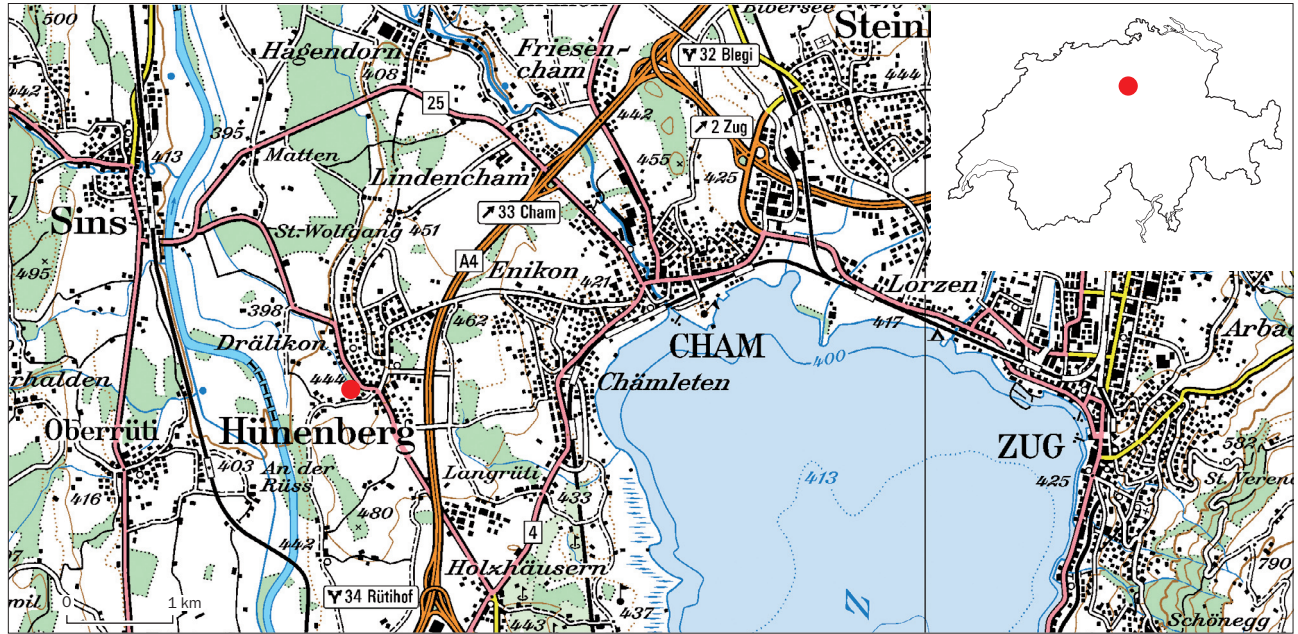 500
Hagendorn
408
Friesen-
cham
32 Blegi
Steinl
444
442
25
442
2 Zug
395
413
Matten
Lindencham
455
425
Sins
St. Wolfgang
451
33 Cham
A4
Enikon
421
495
Lorzen
398
462
417
Arba
Drälikon
CHAM
400
444
Chämleten
rhalden
Oberrüti
Hünenberg
ZUG
582
403
An der
Rüss
Langrüti
413
425
St. Veren
416
480
433
442
4
790
Holzhäusern
mil
0
1 km
34 Rütihof
437
443
Z
Schönegg